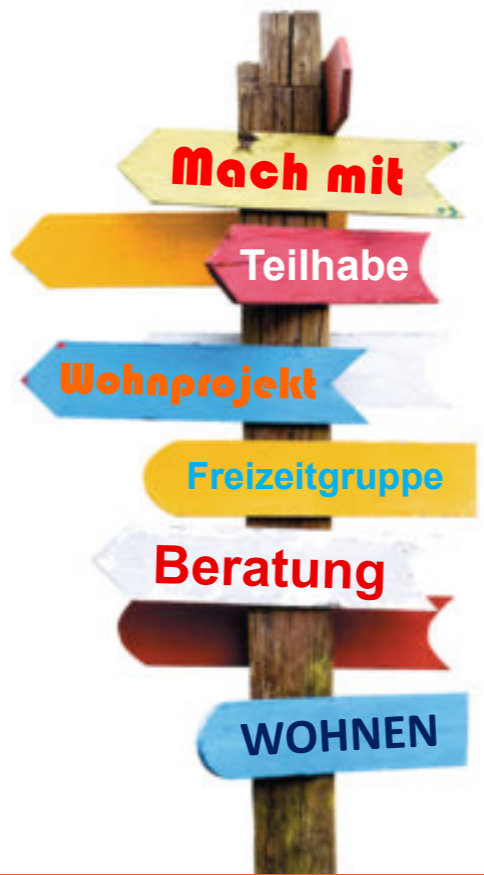 Mach mit
Teilhabe
Wohnprojekt
Freizeitgruppe
Beratung
WOHNEN